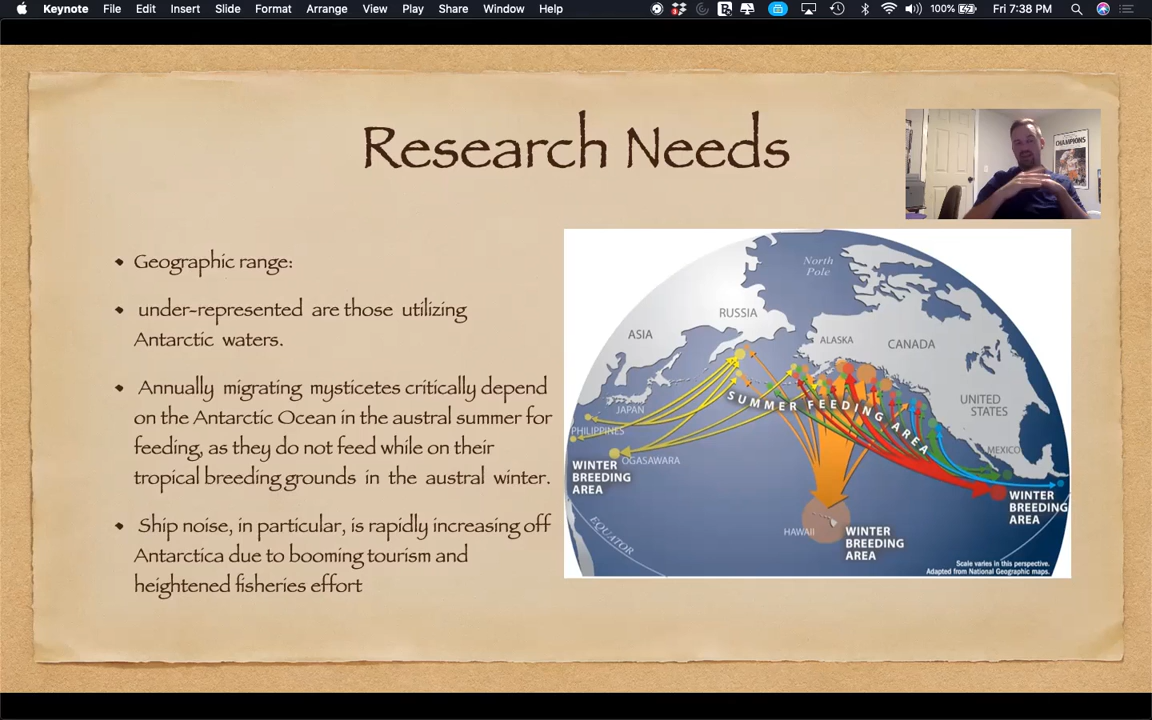 Keynote File Edit Insert Slide Format Arrange View Play Share Window Help 100% Fri 7:38 PM
Research Needs
CHAMPIONS
Geographic range:
under-represented are those utilizing
Antarctic waters.
Annually migrating mysticetes critically depend
on the Antarctic Ocean in the austral summer for
feeding, as they do not feed while on their
tropical breeding grounds in the austral winter.
Ship noise, in particular, is rapidly increasing off
Antarctica due to booming tourism and
heightened fisheries effort
North
Pole
RUSSIA
ASIA
ALASKA
CANADA
UNITED
STATES
SUMMER FEEDING AREA
JAPAN
PHILIPPINES
OGASAWARA
MEXICO
WINTER
BREEDING
AREA
WINTER
BREEDING
AREA
EQUATOR
HAWAII
WINTER
BREEDING
AREA
Scale varies in this perspective.
Adapted from National Geographic maps.